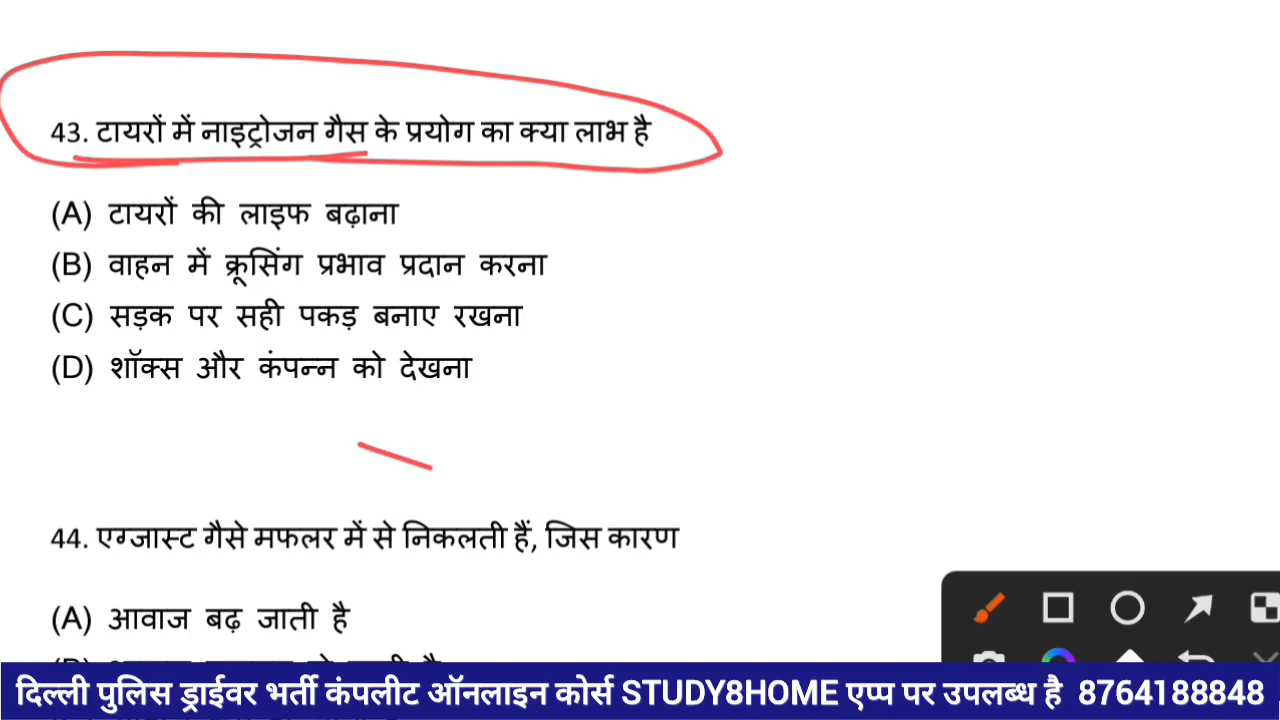 43. टायरों में नाइट्रोजन गैस के प्रयोग का क्या लाभ है
(A) टायरों की लाइफ बढ़ाना
(B) वाहन में क्रूसिंग प्रभाव प्रदान करना
(C) सड़क पर सही पकड़ बनाए रखना
(D) शॉक्स और कंपन्न को देखना
44. एग्जास्ट गैसे मफलर में से निकलती हैं, जिस कारण
(A) आवाज बढ़ जाती है
दिल्ली पुलिस ड्राईवर भर्ती कंपलीट ऑनलाइन कोर्स STUDY8HOME एप्प पर उपलब्ध है 8764188848